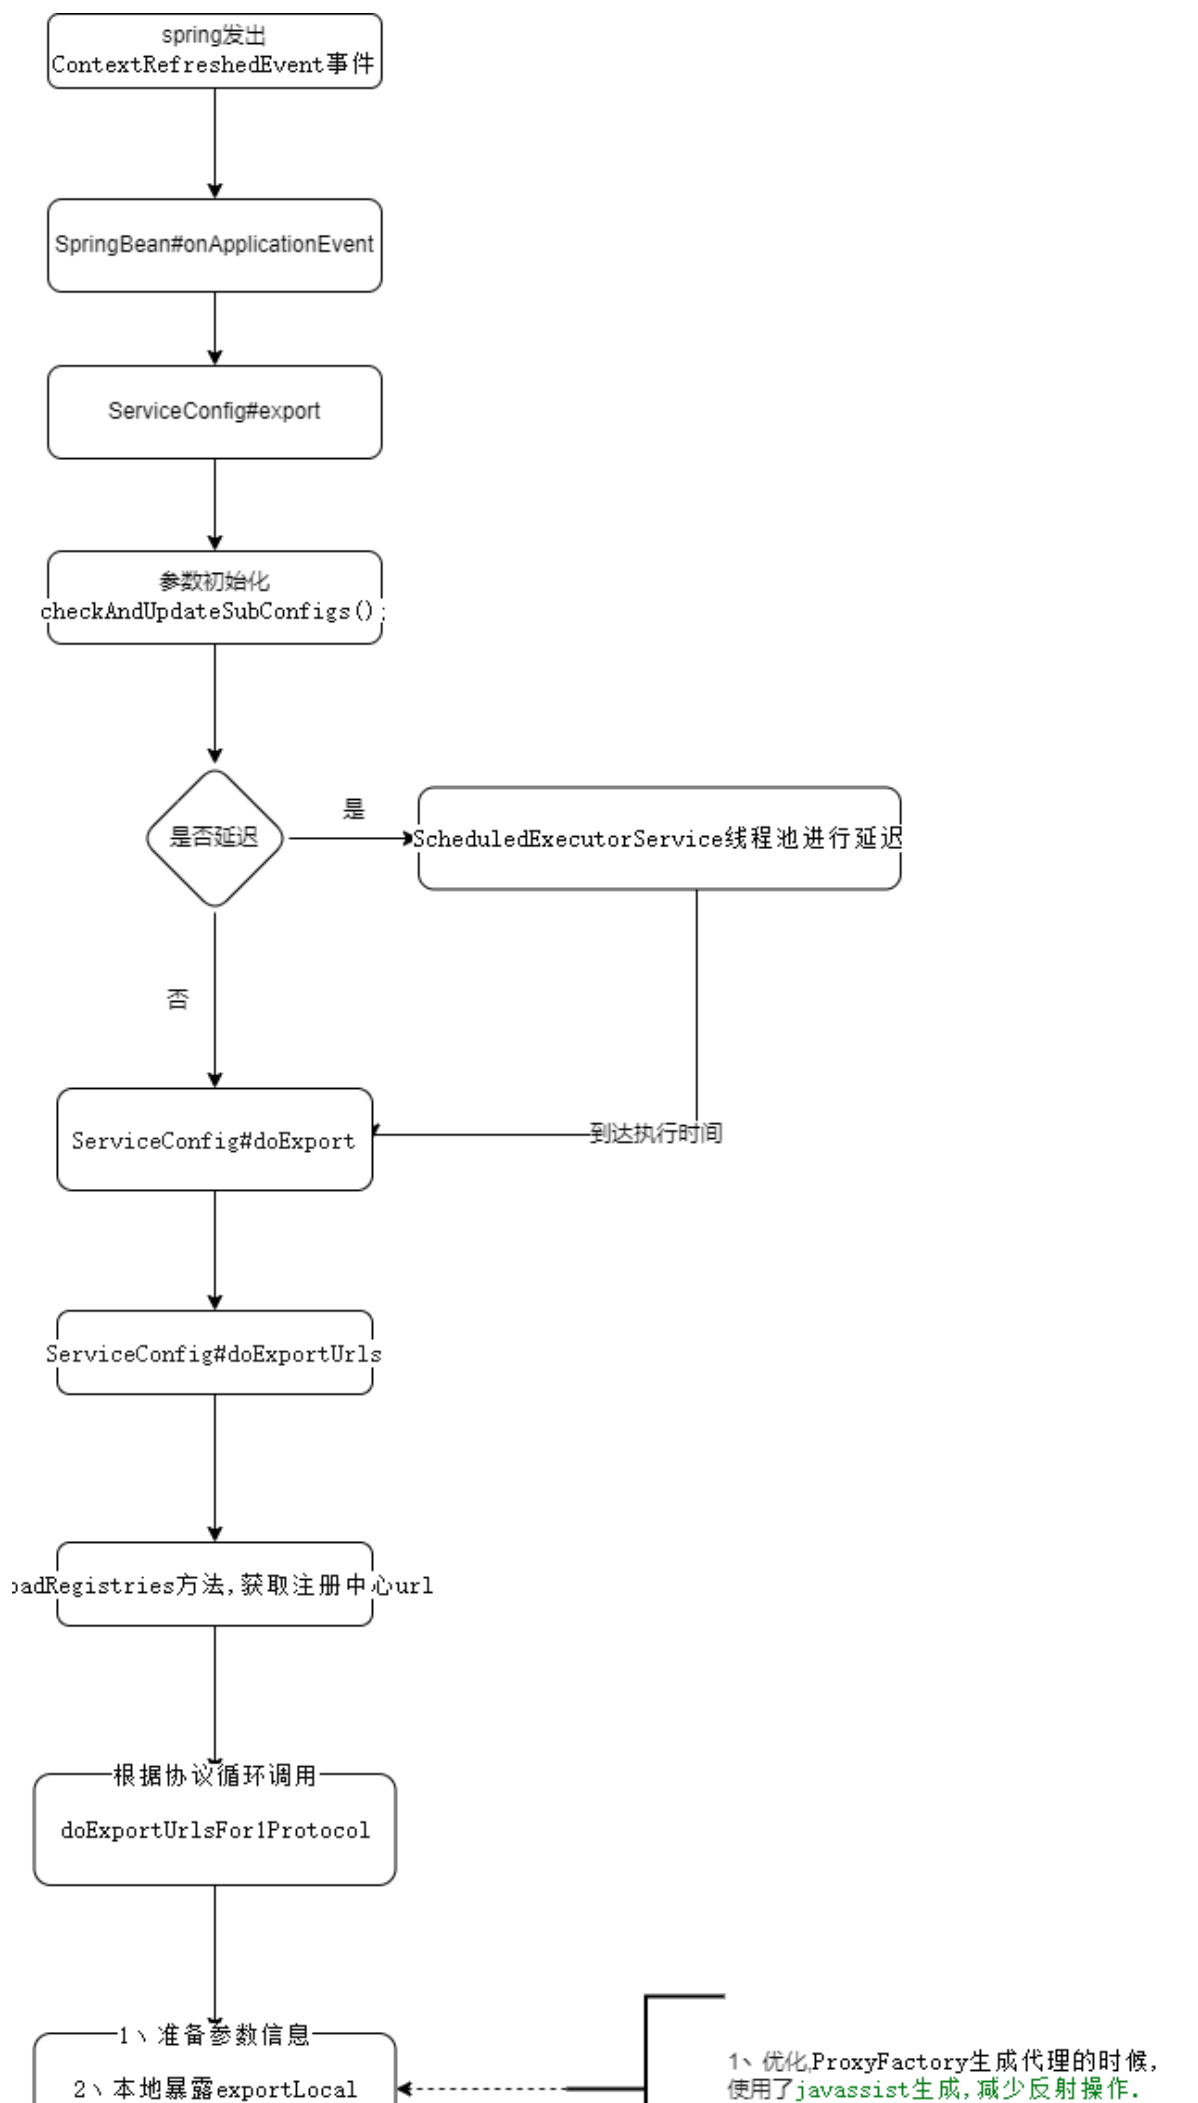 spring发出
ContextRefreshedEvent事件
SpringBean#onApplicationEvent
ServiceConfig#export
参数初始化
checkAndUpdateSubConfigs();
是否延迟
是
ScheduledExecutorService线程池进行延迟
否
ServiceConfig#doExport
到达执行时间
ServiceConfig#doExportUrls
oadRegistries方法,获取注册中心url
根据协议循环调用
doExportUrlsFor1Protocol
1、准备参数信息
2、本地暴露exportLocal
1、优化,ProxyFactory生成代理的时候,
使用了javassist生成,减少反射操作.